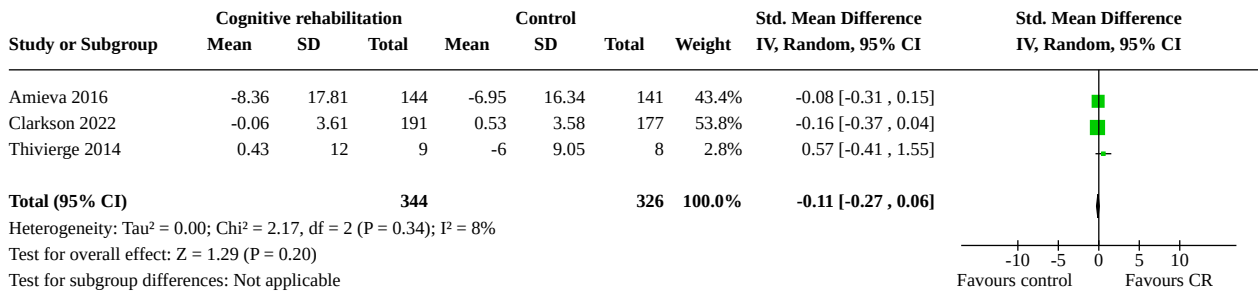 Cognitive rehabilitation Control Std. Mean Difference Std. Mean Difference
Study or Subgroup Mean SD Total Mean SD Total Weight IV, Random, 95% CI IV, Random, 95% CI
Amieva 2016 -8.36 17.81 144 -6.95 16.34 141 43.4% -0.08 [-0.31 , 0.15]
Clarkson 2022 -0.06 3.61 191 0.53 3.58 177 53.8% -0.16 [-0.37 , 0.04]
Thivierge 2014 0.43 12 9 -6 9.05 8 2.8% 0.57 [-0.41 , 1.55]
Total (95% CI) 344 326 100.0% -0.11 [-0.27 , 0.06]
Heterogeneity: Tau² = 0.00; Chi² = 2.17, df = 2 (P = 0.34); I² = 8%
Test for overall effect: Z = 1.29 (P = 0.20)
Test for subgroup differences: Not applicable
-10 -5 0 5 10
Favours control Favours CR